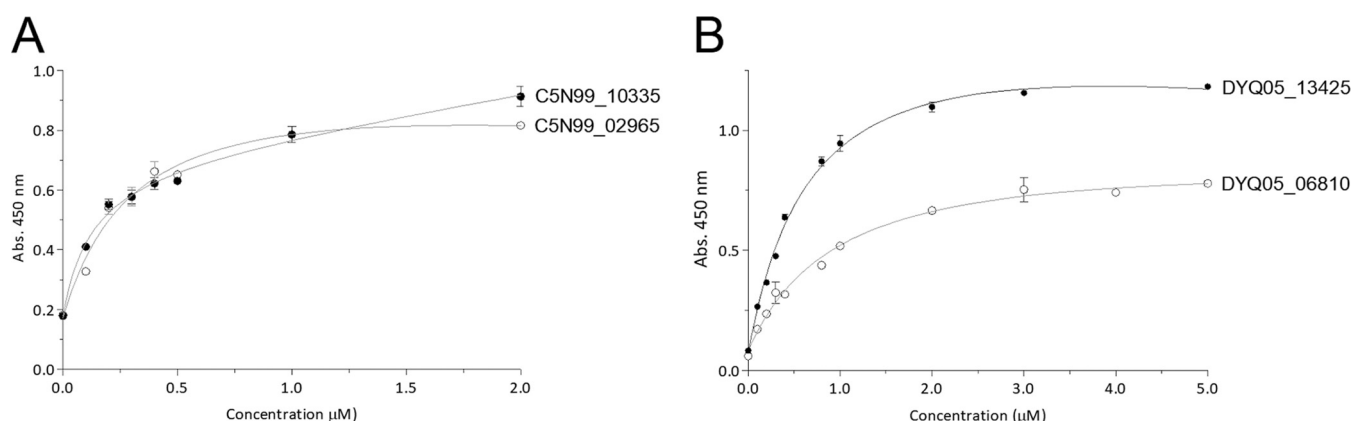 A
B
1.0
0.8
0.6
0.4
0.2
0.0
Abs. 450 nm
0.0
0.5
1.0
1.5
2.0
Concentration μM)
C5N99_10335
C5N99_02965
1.0
0.5
0.0
Abs. 450 nm
0.0
1.0
2.0
3.0
4.0
5.0
Concentration (μM)
DYQ05_13425
DYQ05_06810